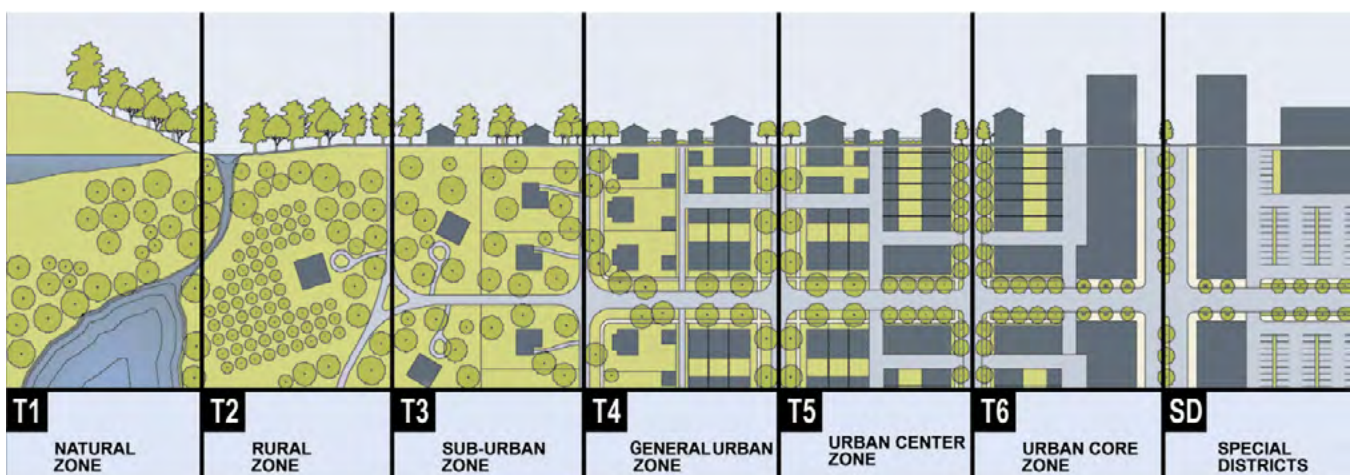 T1
NATURAL
ZONE
T2
RURAL
ZONE
T3
SUB-URBAN
ZONE
T4
GENERAL URBAN
ZONE
T5
URBAN CENTER
ZONE
T6
URBAN CORE
ZONE
SD
SPECIAL
DISTRICTS